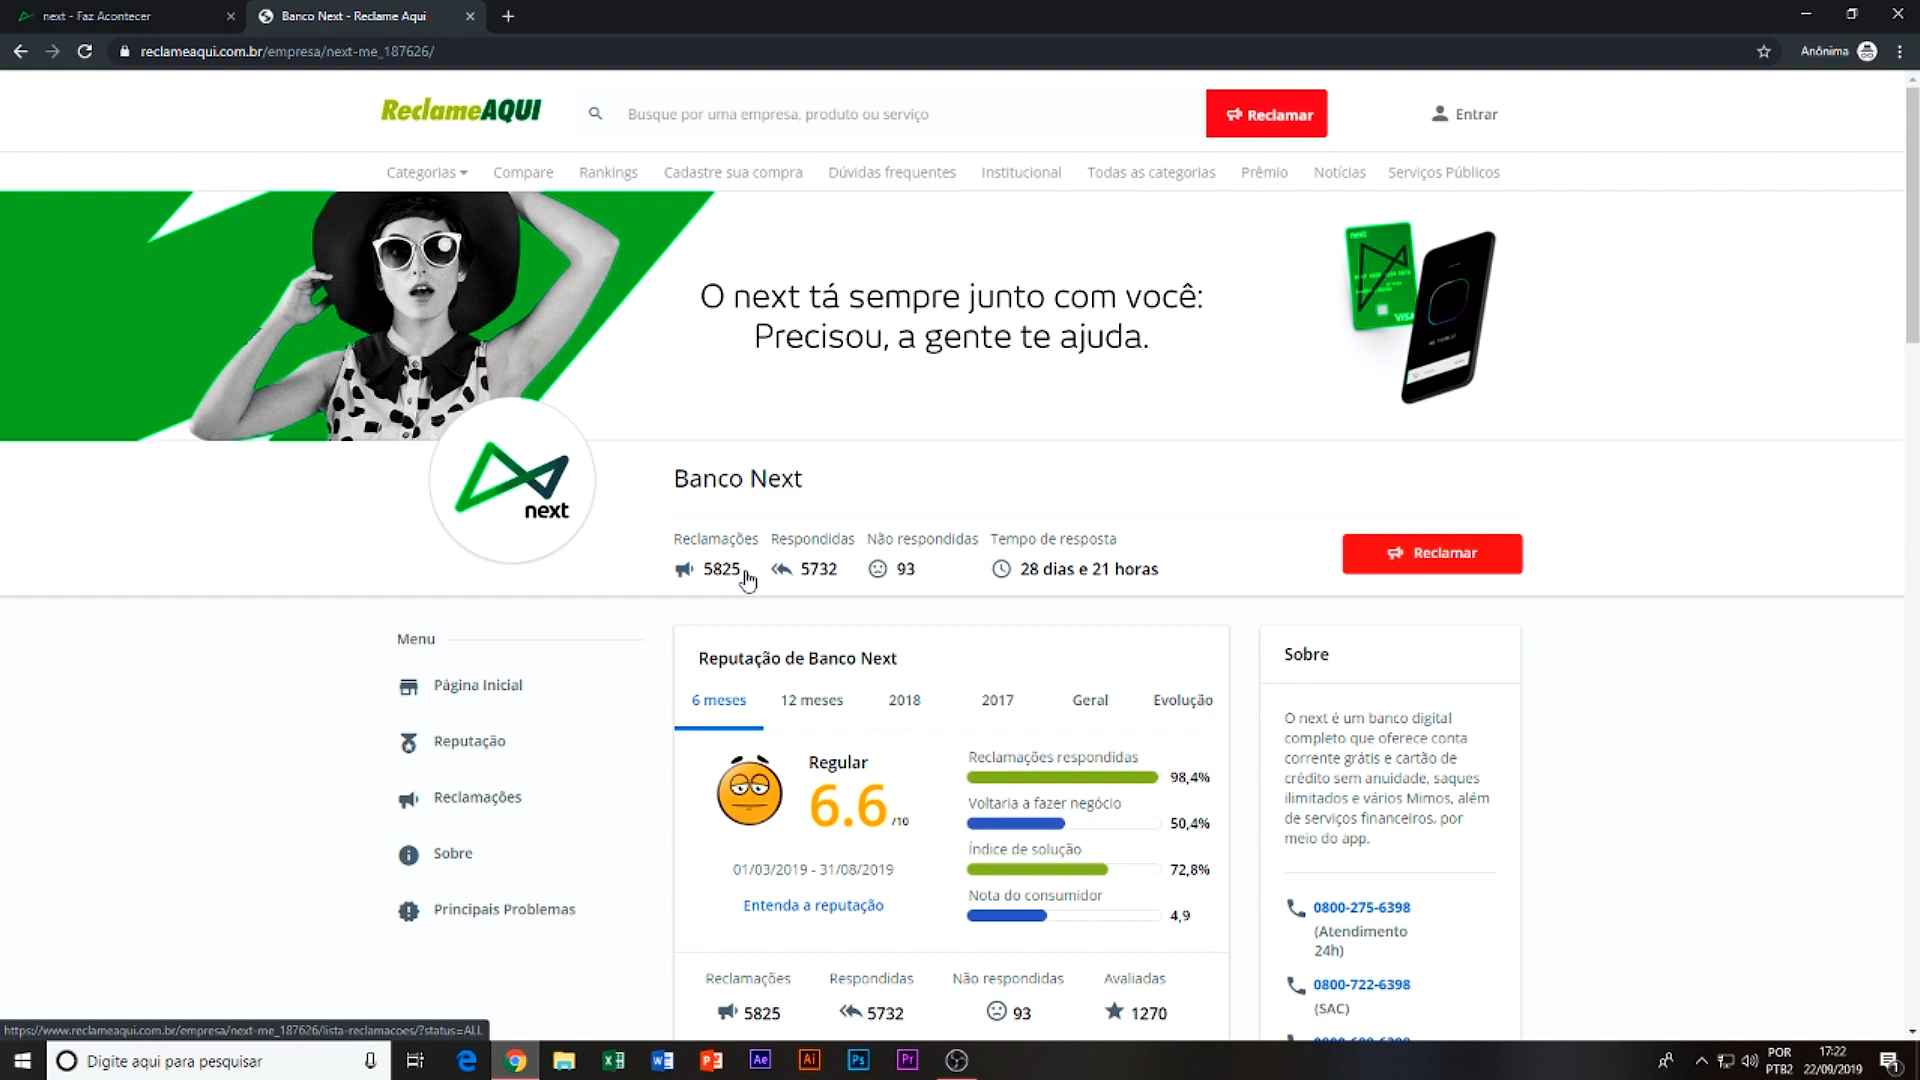 next - Faz Acontecer
Banco Next - Reclame Aqui
reclameaqui.com.br/empresa/next-me_187626/
Anônima
ReclameAQUI
Busque por uma empresa, produto ou serviço
Reclamar
Entrar
Categorias
Compare
Rankings
Cadastre sua compra
Dúvidas frequentes
Institucional
Todas as categorias
Prêmio
Notícias
Serviços Públicos
O next tá sempre junto com você:
Precisou, a gente te ajuda.
next
VISA
next
Banco Next
Reclamações Respondidas Não respondidas Tempo de resposta
5825 5732 93 28 dias e 21 horas
Reclamar
Menu
Página Inicial
Reputação
Reclamações
Sobre
Principais Problemas
Reputação de Banco Next
6 meses 12 meses 2018 2017 Geral Evolução
Regular
6.6 /10
01/03/2019 - 31/08/2019
Entenda a reputação
Reclamações respondidas
98,4%
Voltaria a fazer negócio
50,4%
Índice de solução
72,8%
Nota do consumidor
4,9
Reclamações Respondidas Não respondidas Avaliadas
5825 5732 93 1270
Sobre
O next é um banco digital
completo que oferece conta
corrente grátis e cartão de
crédito sem anuidade, saques
ilimitados e vários Mimos, além
de serviços financeiros, por
meio do app.
0800-275-6398
(Atendimento
24h)
0800-722-6398
(SAC)
https://www.reclameaqui.com.br/empresa/next-me_187626/lista-reclamacoes/?status=ALL
Digite aqui para pesquisar
Ae
Ai
Ps
Pr
POR
PTB2
17:22
22/09/2019
1